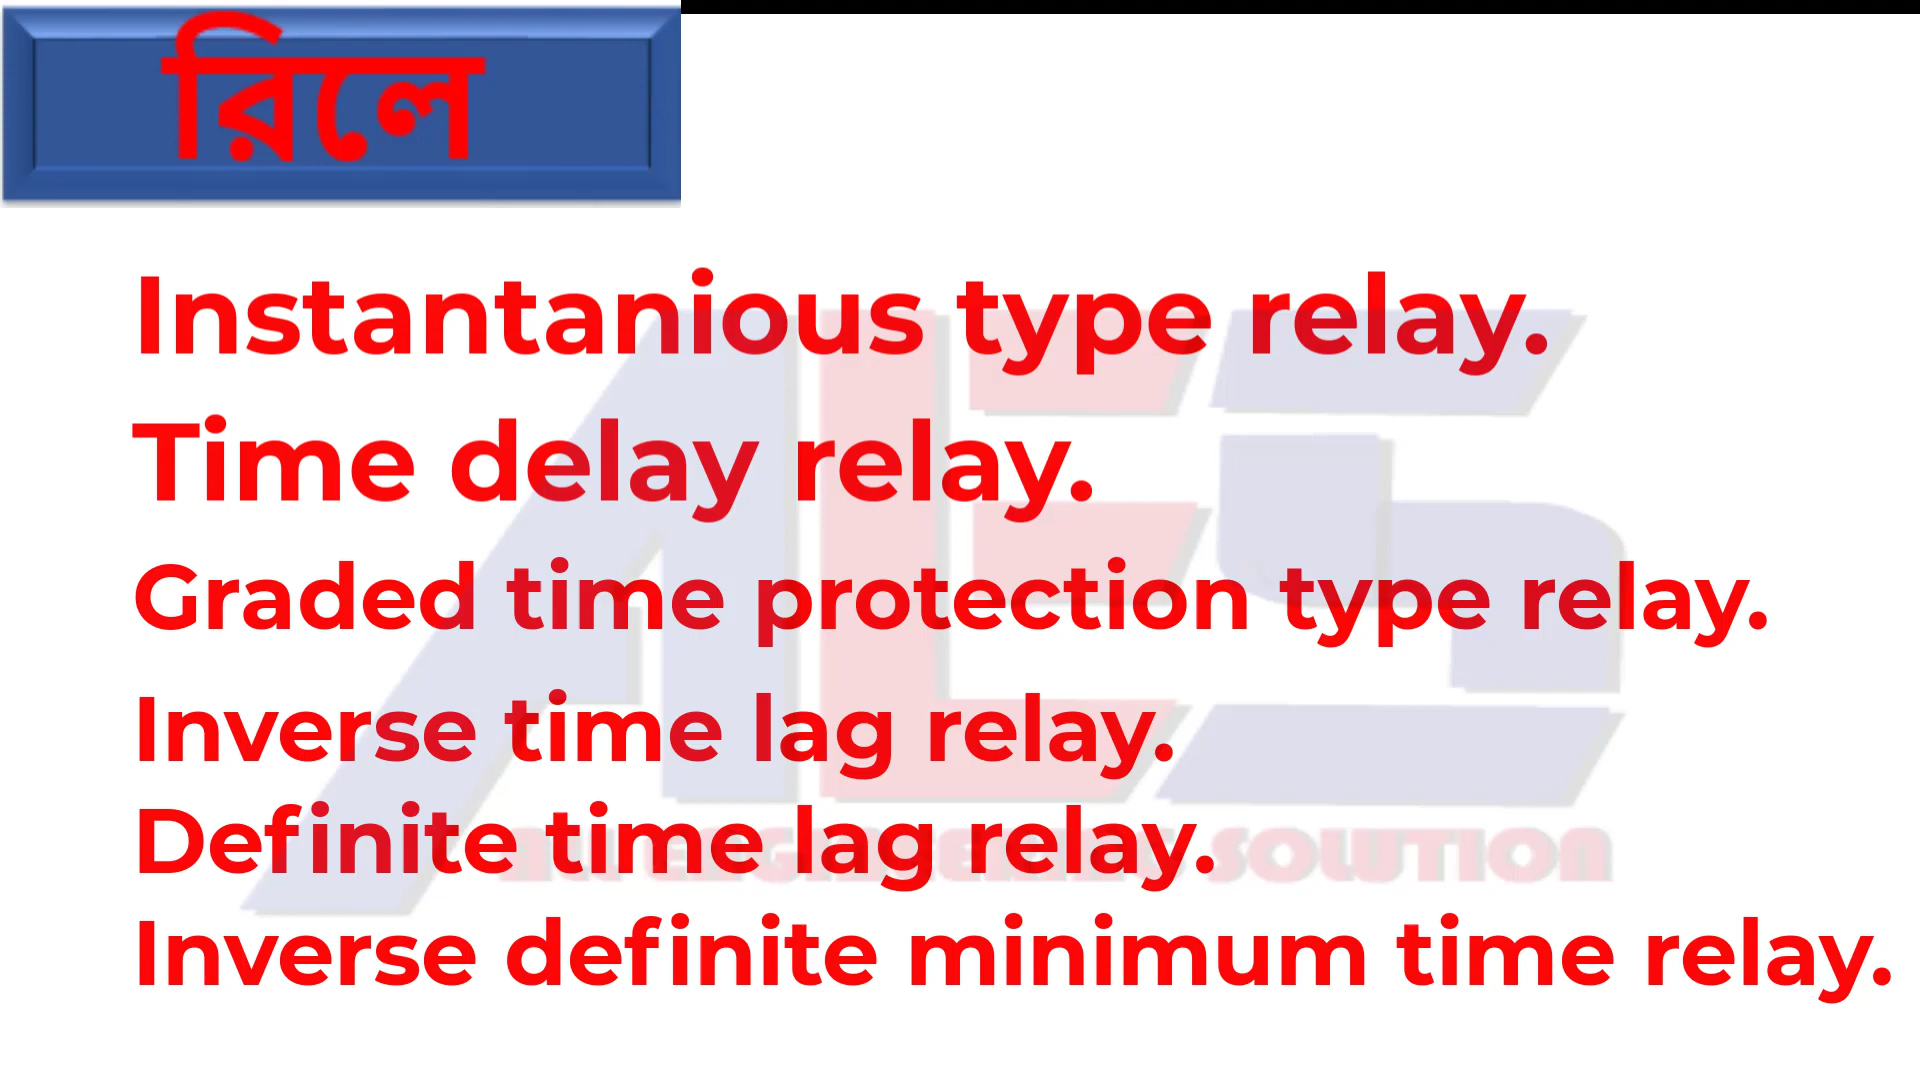 রিলে
Instantanious type relay.
Time delay relay.
Graded time protection type relay.
Inverse time lag relay.
Definite time lag relay.
SOLUTION
Inverse definite minimum time relay.